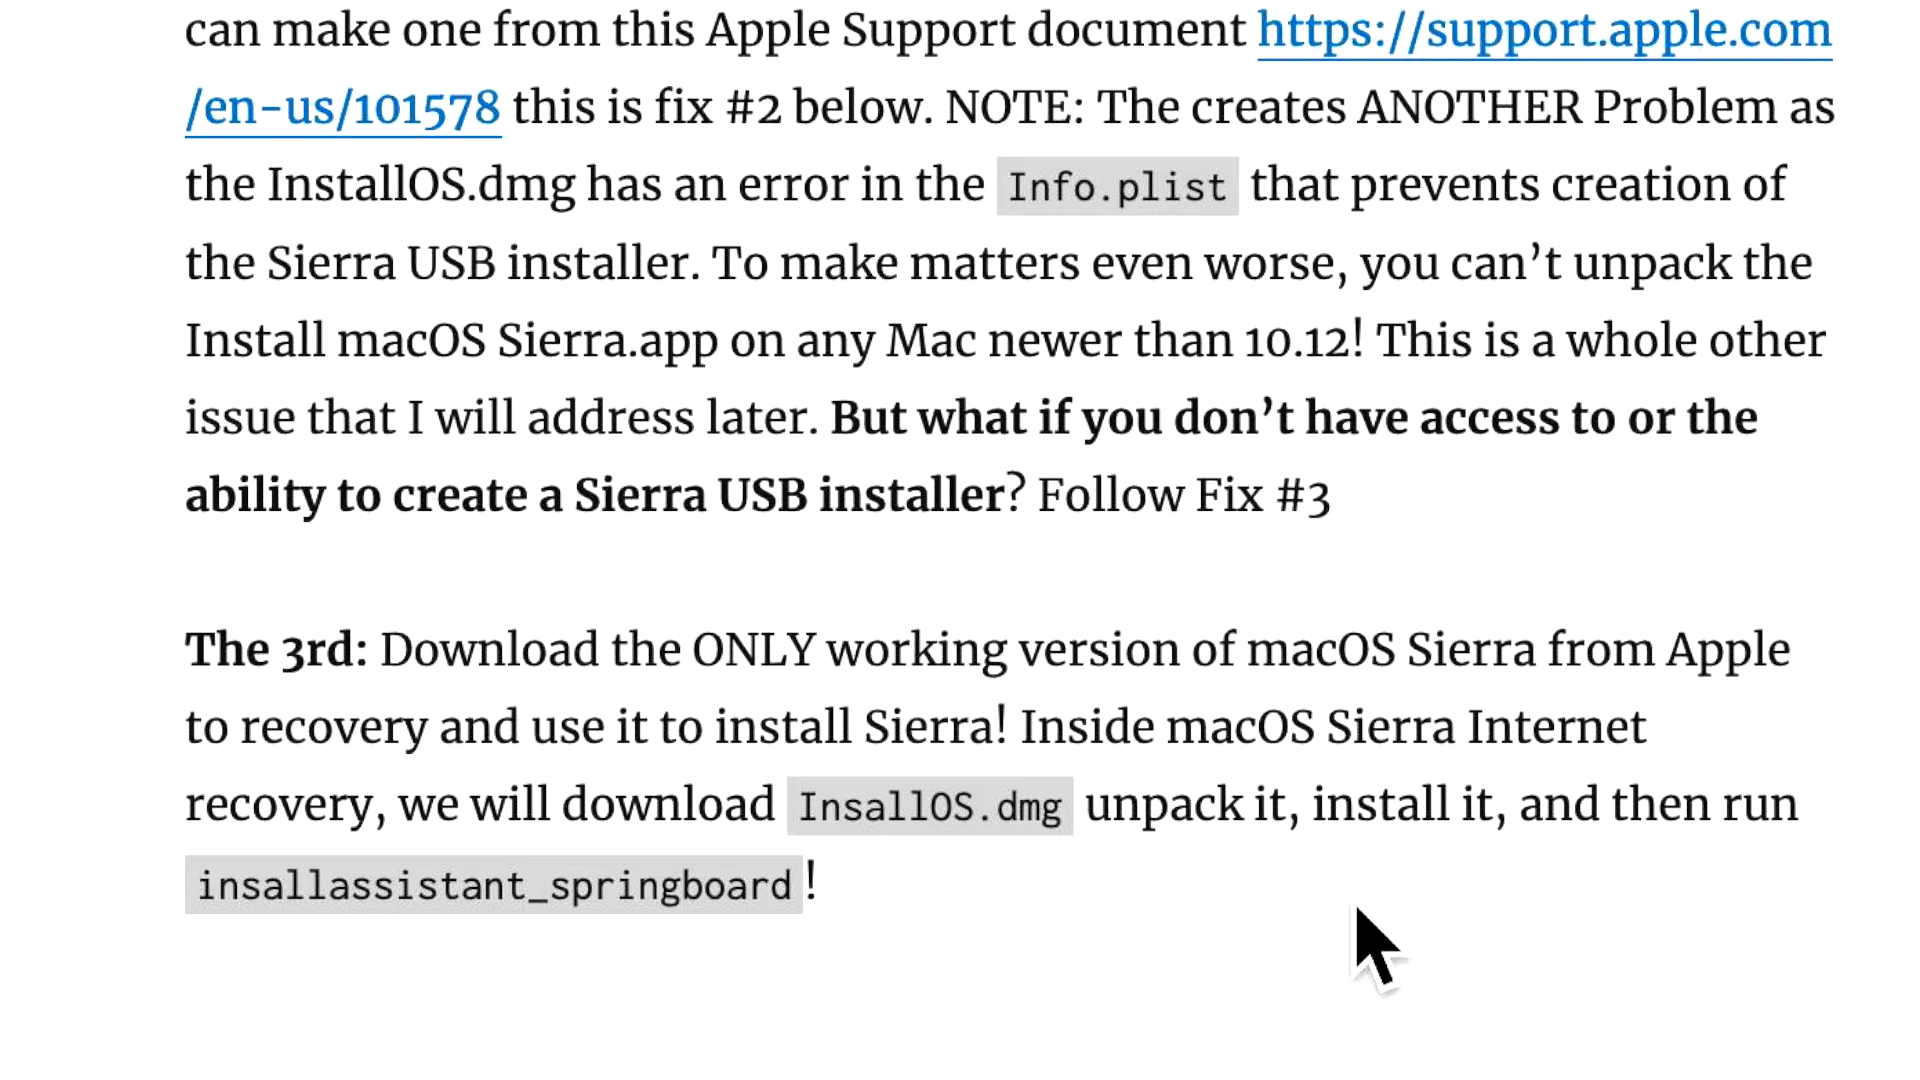 can make one from this Apple Support document https://support.apple.com
/en-us/101578 this is fix #2 below. NOTE: The creates ANOTHER Problem as
the InstallOS.dmg has an error in the Info.plist that prevents creation of
the Sierra USB installer. To make matters even worse, you can’t unpack the
Install macOS Sierra.app on any Mac newer than 10.12! This is a whole other
issue that I will address later. But what if you don’t have access to or the
ability to create a Sierra USB installer? Follow Fix #3
The 3rd: Download the ONLY working version of macOS Sierra from Apple
to recovery and use it to install Sierra! Inside macOS Sierra Internet
recovery, we will download InsallOS.dmg unpack it, install it, and then run
insallassistant_springboard!